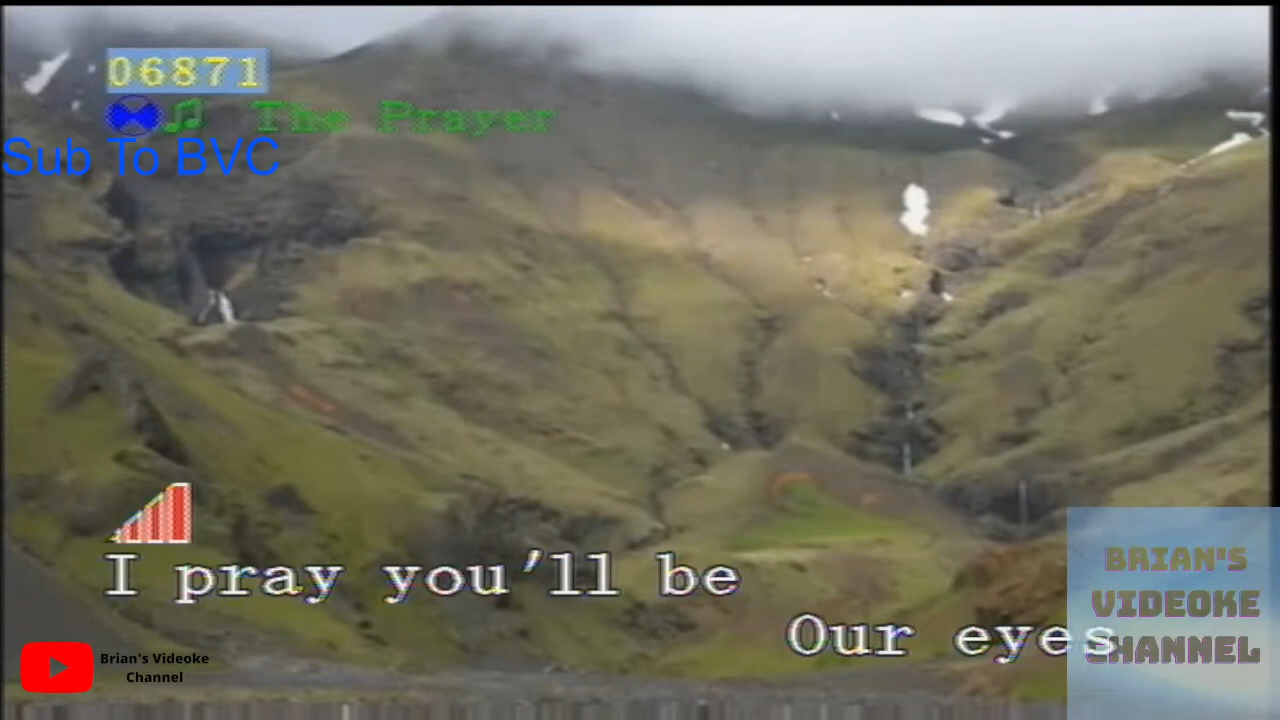 06871
The Prayer
Sub To BVC
I pray you'll be
Our eyes
BRIAN'S
VIDEOKE
CHANNEL
Brian's Videoke
Channel